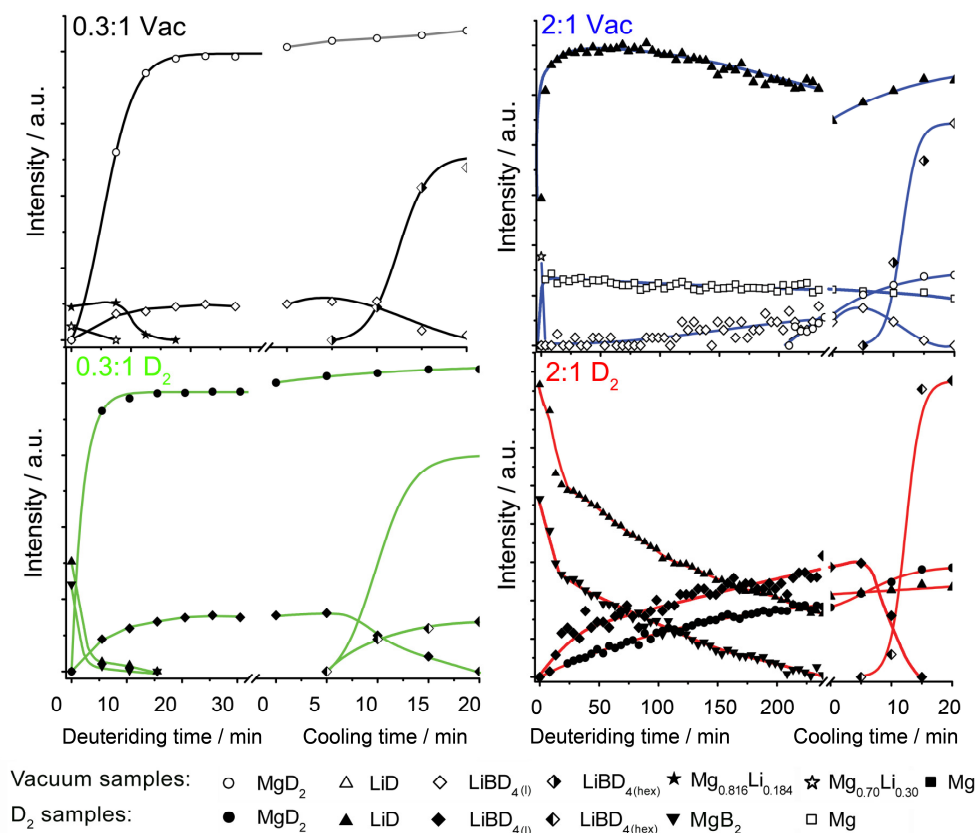 0.3:1 Vac
2:1 Vac
Intensity / a.u.
Intensity / a.u.
0.3:1 D2
2:1 D2
Intensity / a.u.
Intensity / a.u.
0 10 20 30 0 5 10 15 20
0 50 100 150 200 0 10 20
Deuteriding time / min Cooling time / min
Deuteriding time / min Cooling time / min
Vacuum samples: MgD2 LiD LiBD4(l) LiBD4(hex) Mg0.816Li0.184 Mg0.70Li0.30 Mg
D2 samples: MgD2 LiD LiBD4(l) LiBD4(hex) MgB2 Mg